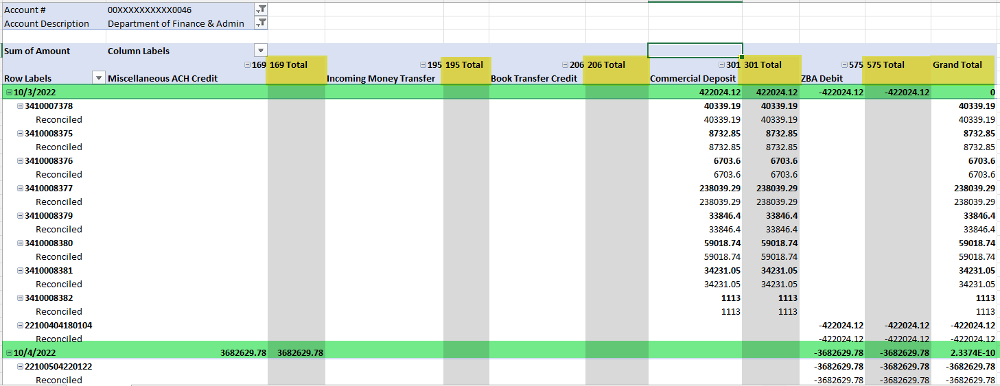 Account # 00XXXXXXXXXX0046
Account Description Department of Finance & Admin
Sum of Amount Column Labels
169 169 Total 195 195 Total 206 206 Total 301 301 Total 575 575 Total Grand Total
Row Labels Miscellaneous ACH Credit Incoming Money Transfer Book Transfer Credit Commercial Deposit ZBA Debit
10/3/2022 422024.12 422024.12 -422024.12 -422024.12 0
3410007378 40339.19 40339.19 40339.19
Reconciled 40339.19 40339.19 40339.19
3410008375 8732.85 8732.85 8732.85
Reconciled 8732.85 8732.85 8732.85
3410008376 6703.6 6703.6 6703.6
Reconciled 6703.6 6703.6 6703.6
3410008377 238039.29 238039.29 238039.29
Reconciled 238039.29 238039.29 238039.29
3410008379 33846.4 33846.4 33846.4
Reconciled 33846.4 33846.4 33846.4
3410008380 59018.74 59018.74 59018.74
Reconciled 59018.74 59018.74 59018.74
3410008381 34231.05 34231.05 34231.05
Reconciled 34231.05 34231.05 34231.05
3410008382 1113 1113 1113
Reconciled 1113 1113 1113
22100404180104 -422024.12 -422024.12 -422024.12
Reconciled -422024.12 -422024.12 -422024.12
10/4/2022 3682629.78 3682629.78 -3682629.78 -3682629.78 2.3374E-10
22100504220122 -3682629.78 -3682629.78 -3682629.78
Reconciled -3682629.78 -3682629.78 -3682629.78